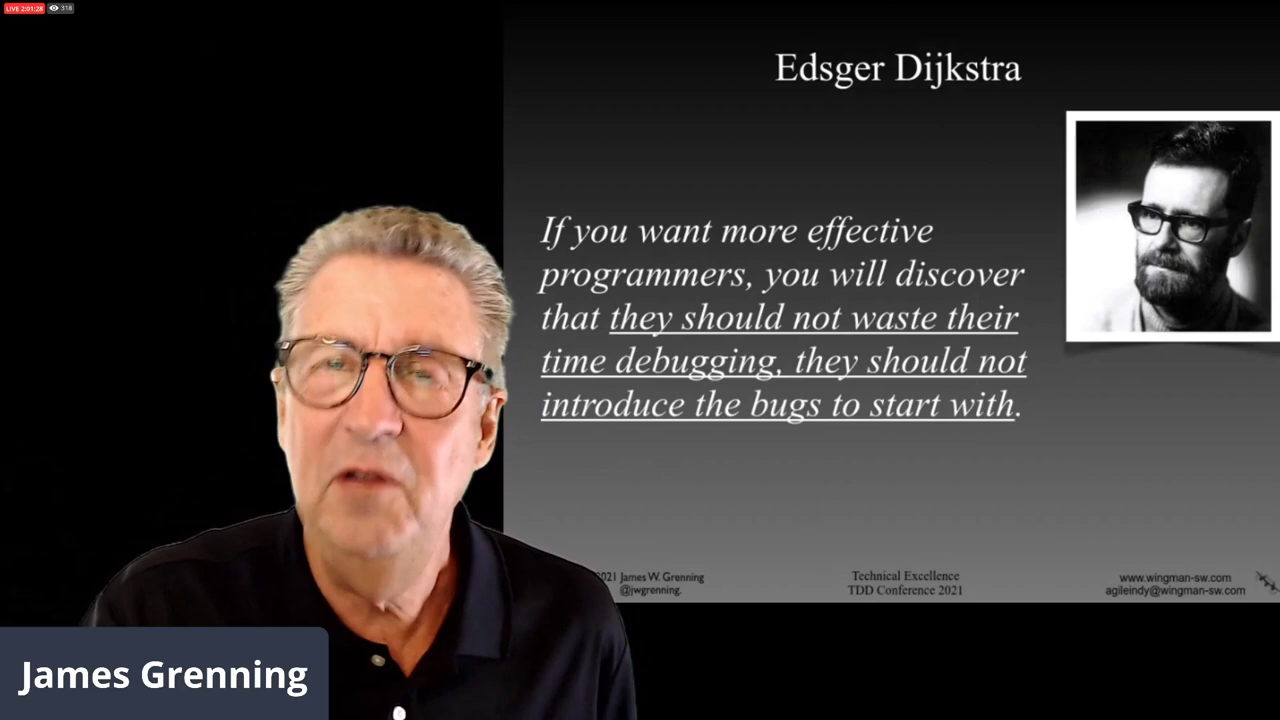 LIVE 2:01:28
318
Edsger Dijkstra
If you want more effective
programmers, you will discover
that they should not waste their
time debugging, they should not
introduce the bugs to start with.
2021 James W. Grenning
@jwgrenning.
Technical Excellence
TDD Conference 2021
www.wingman-sw.com
agileindy@wingman-sw.com
James Grenning